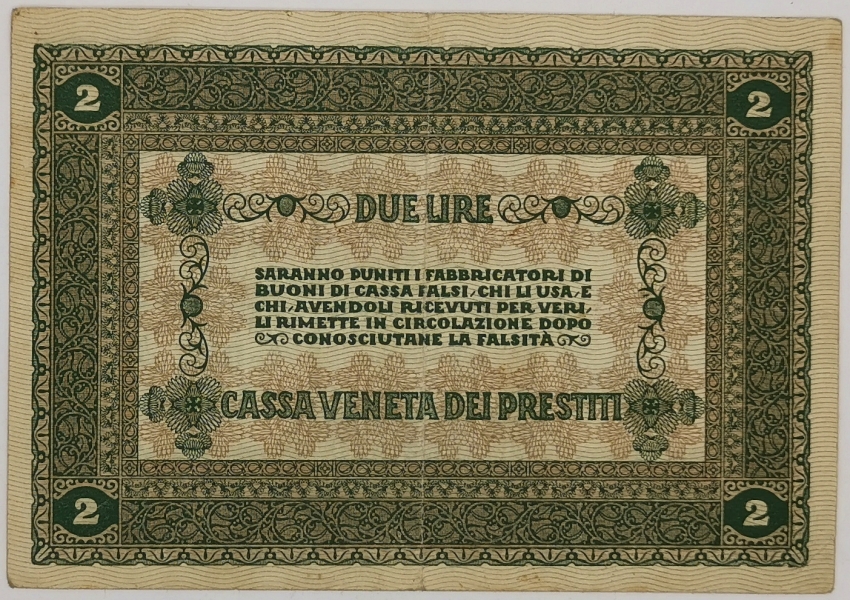 2 2
DUE LIRE
SARANNO PUNITI I FABBRICATORI DI
BUONI DI CASSA FALSI, CHI LI USA, E
CHI, AVENDOLI RICEVUTI PER VERI,
LI RIMETTE IN CIRCOLAZIONE DOPO
CONOSCIUTANE LA FALSITÀ
CASSA VENETA DEI PRESTITI
2 2